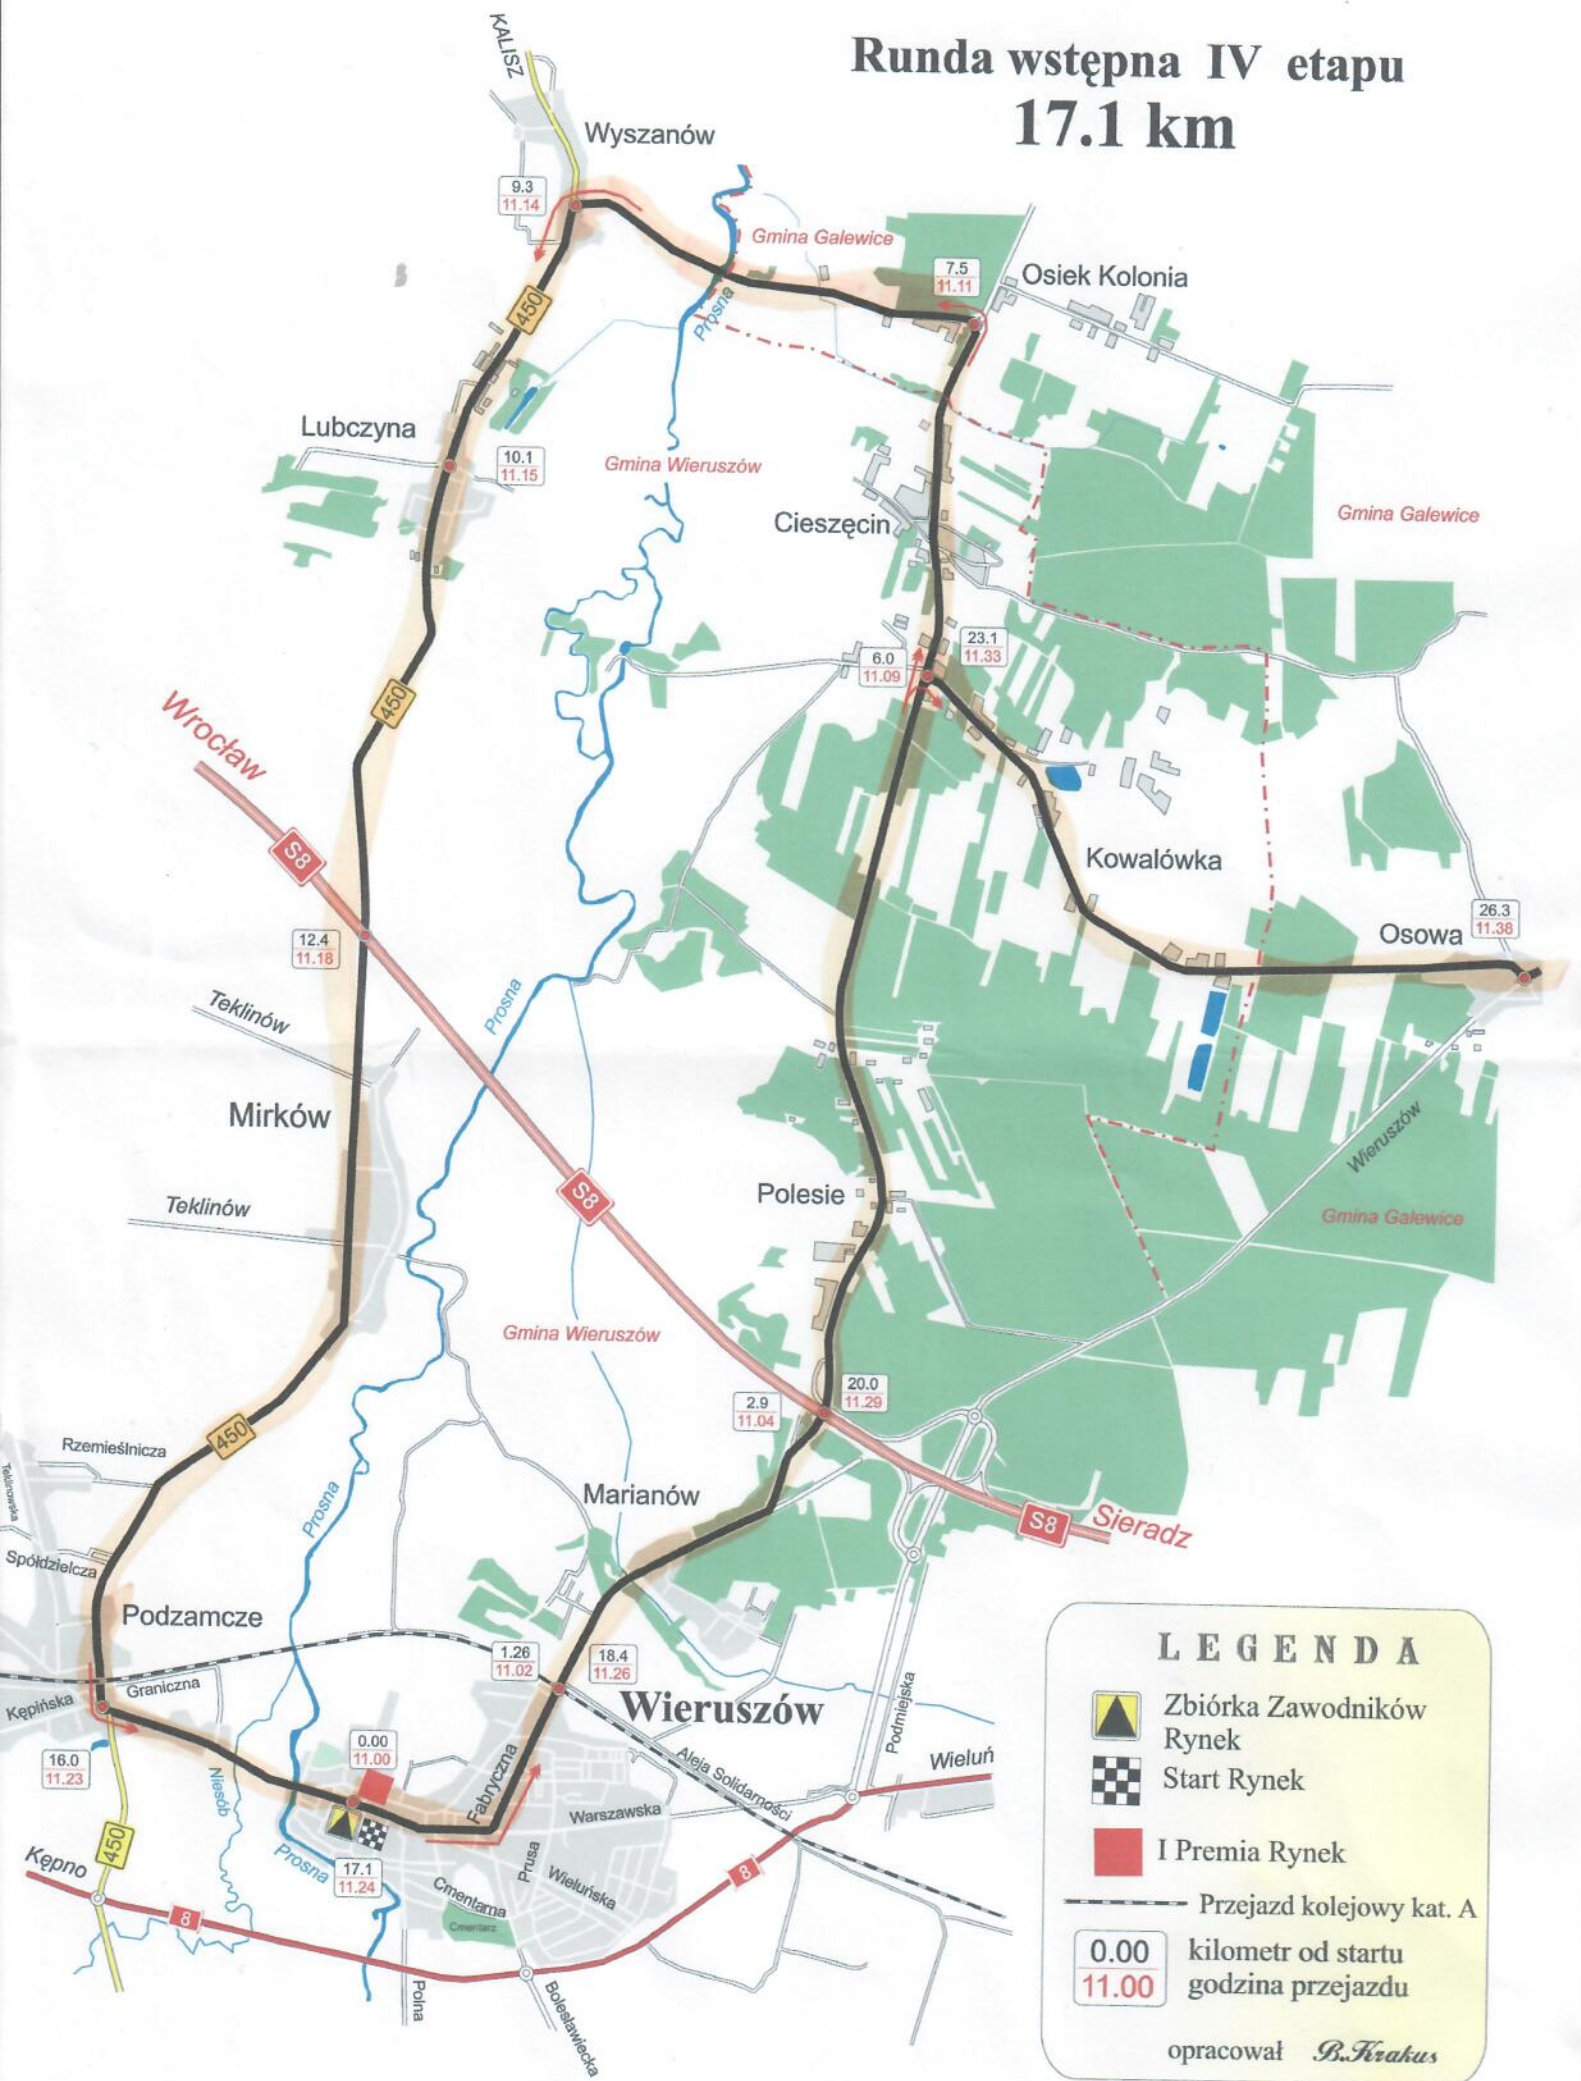 Runda wstępna IV etapu
17.1 km
KALISZ
Wyszanów
9.3
11.14
Gmina Galewice
7.5
11.11
Osiek Kolonia
450
Prosna
Lubczyna
10.1
11.15
Gmina Wieruszów
Cieszęcin
Gmina Galewice
6.0
11.09
23.1
11.33
450
Wrocław
S8
Kowalówka
Osowa
26.3
11.38
12.4
11.18
Teklinów
Prosna
Mirków
Wieruszów
Teklinów
S8
Polesie
Gmina Galewice
Gmina Wieruszów
2.9
11.04
20.0
11.29
450
Rzemieślnicza
Teklinowska
Marianów
Prosna
S8
Sieradz
Spółdzielcza
Podzamcze
1.26
11.02
18.4
11.26
Graniczna
Kępińska
Wieruszów
Podmiejska
0.00
11.00
16.0
11.23
Niesób
Fabryczna
Aleja Solidarności
Wieluń
Warszawska
450
Kępno
Prosna
17.1
11.24
Prusa
Wieluńska
8
Cmentarna
Cmentarz
8
Polna
Bolesławiecka
LEGENDA
Zbiórka Zawodników
Rynek
Start Rynek
I Premia Rynek
Przejazd kolejowy kat. A
0.00
11.00
kilometr od startu
godzina przejazdu
opracował B.Krakus